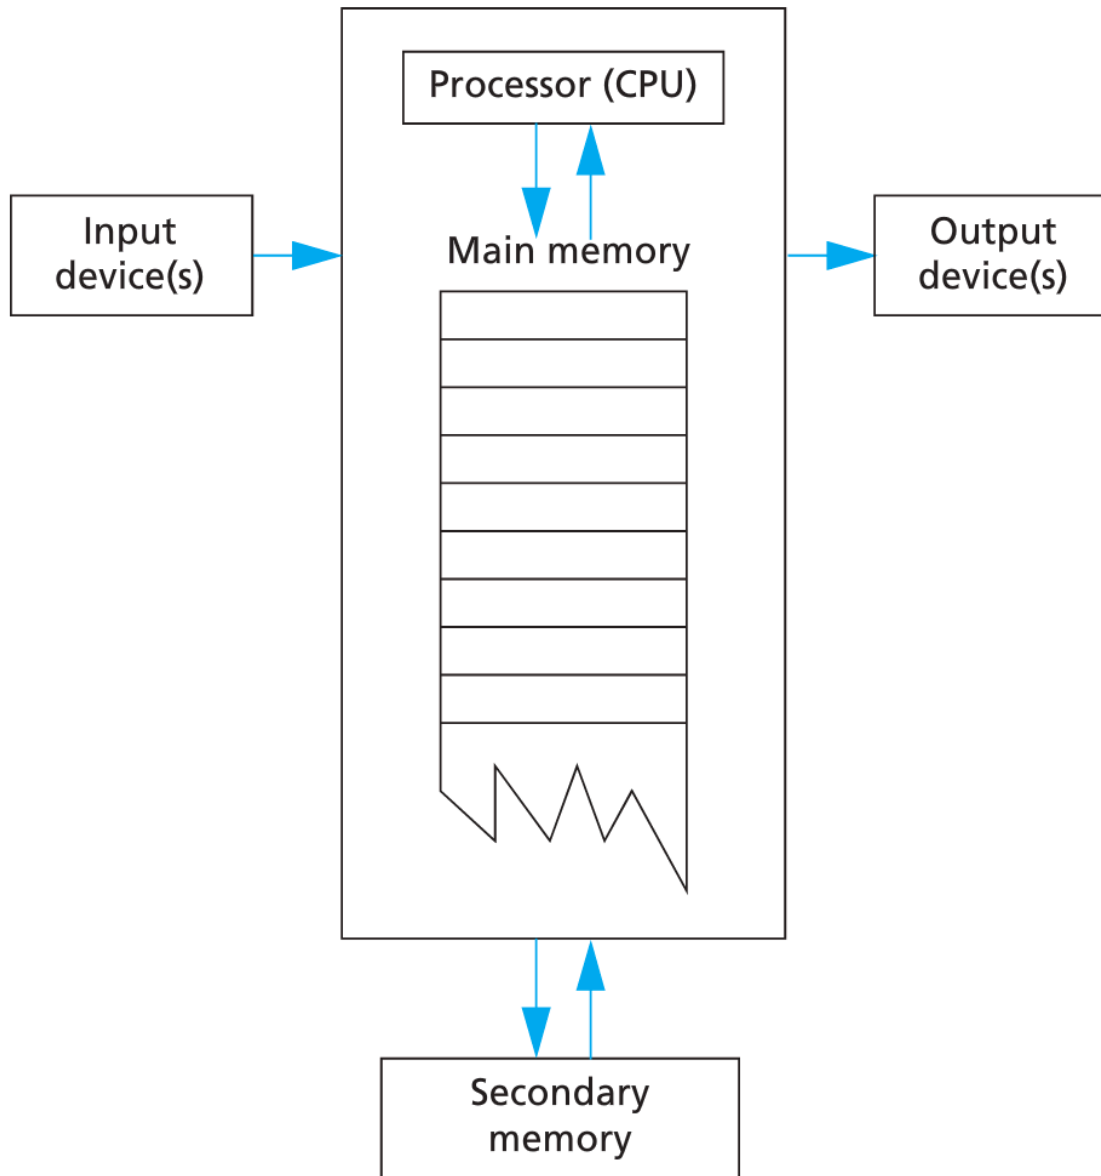 Processor (CPU)
Input
device(s)
Main memory
Output
device(s)
Secondary
memory